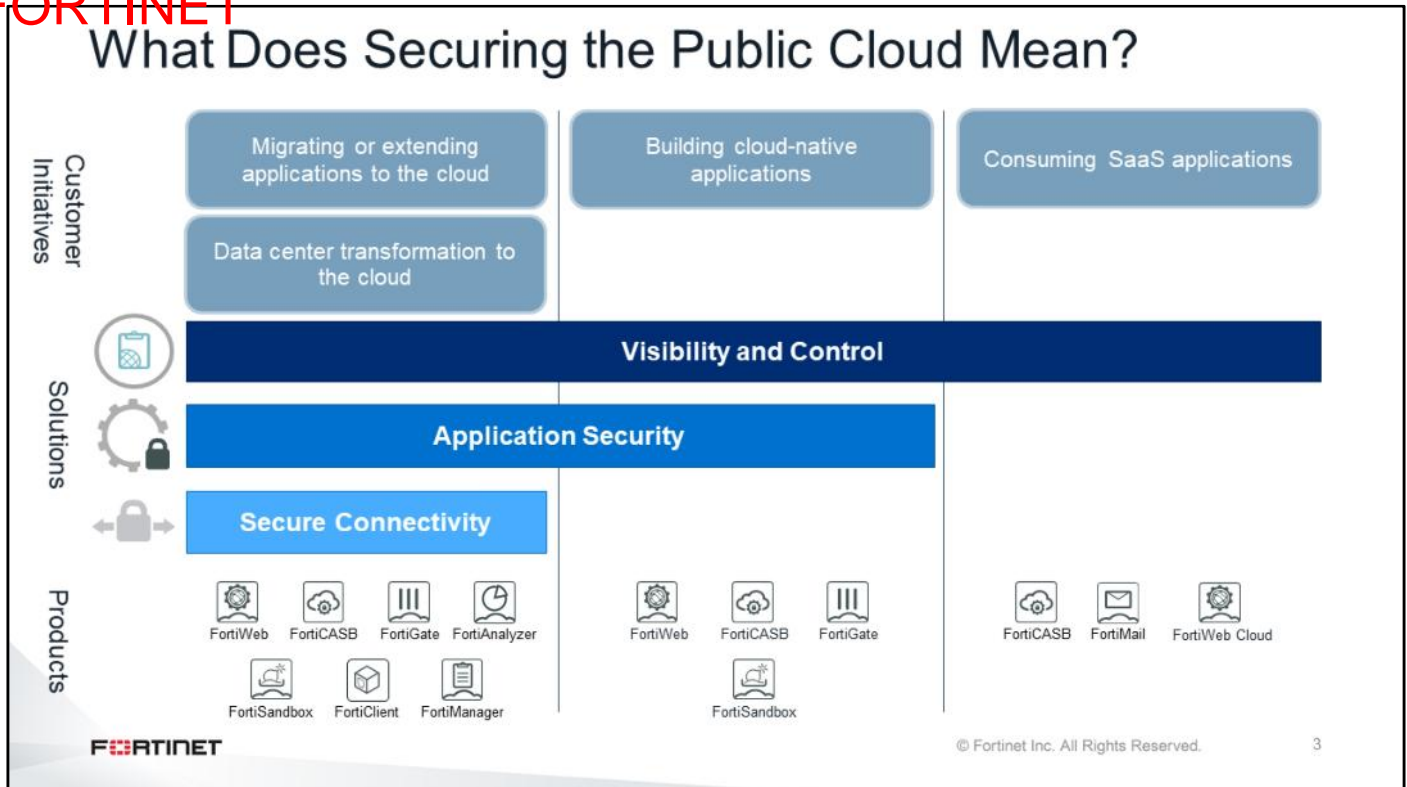 FORTINET
What Does Securing the Public Cloud Mean?
Customer
Initiatives
Migrating or extending
applications to the cloud
Building cloud-native
applications
Consuming SaaS applications
Data center transformation to
the cloud
Solutions
Visibility and Control
Application Security
Secure Connectivity
Products
FortiWeb FortiCASB FortiGate FortiAnalyzer
FortiSandbox FortiClient FortiManager
FortiWeb FortiCASB FortiGate
FortiSandbox
FortiCASB FortiMail FortiWeb Cloud
FORTINET
© Fortinet Inc. All Rights Reserved.
3